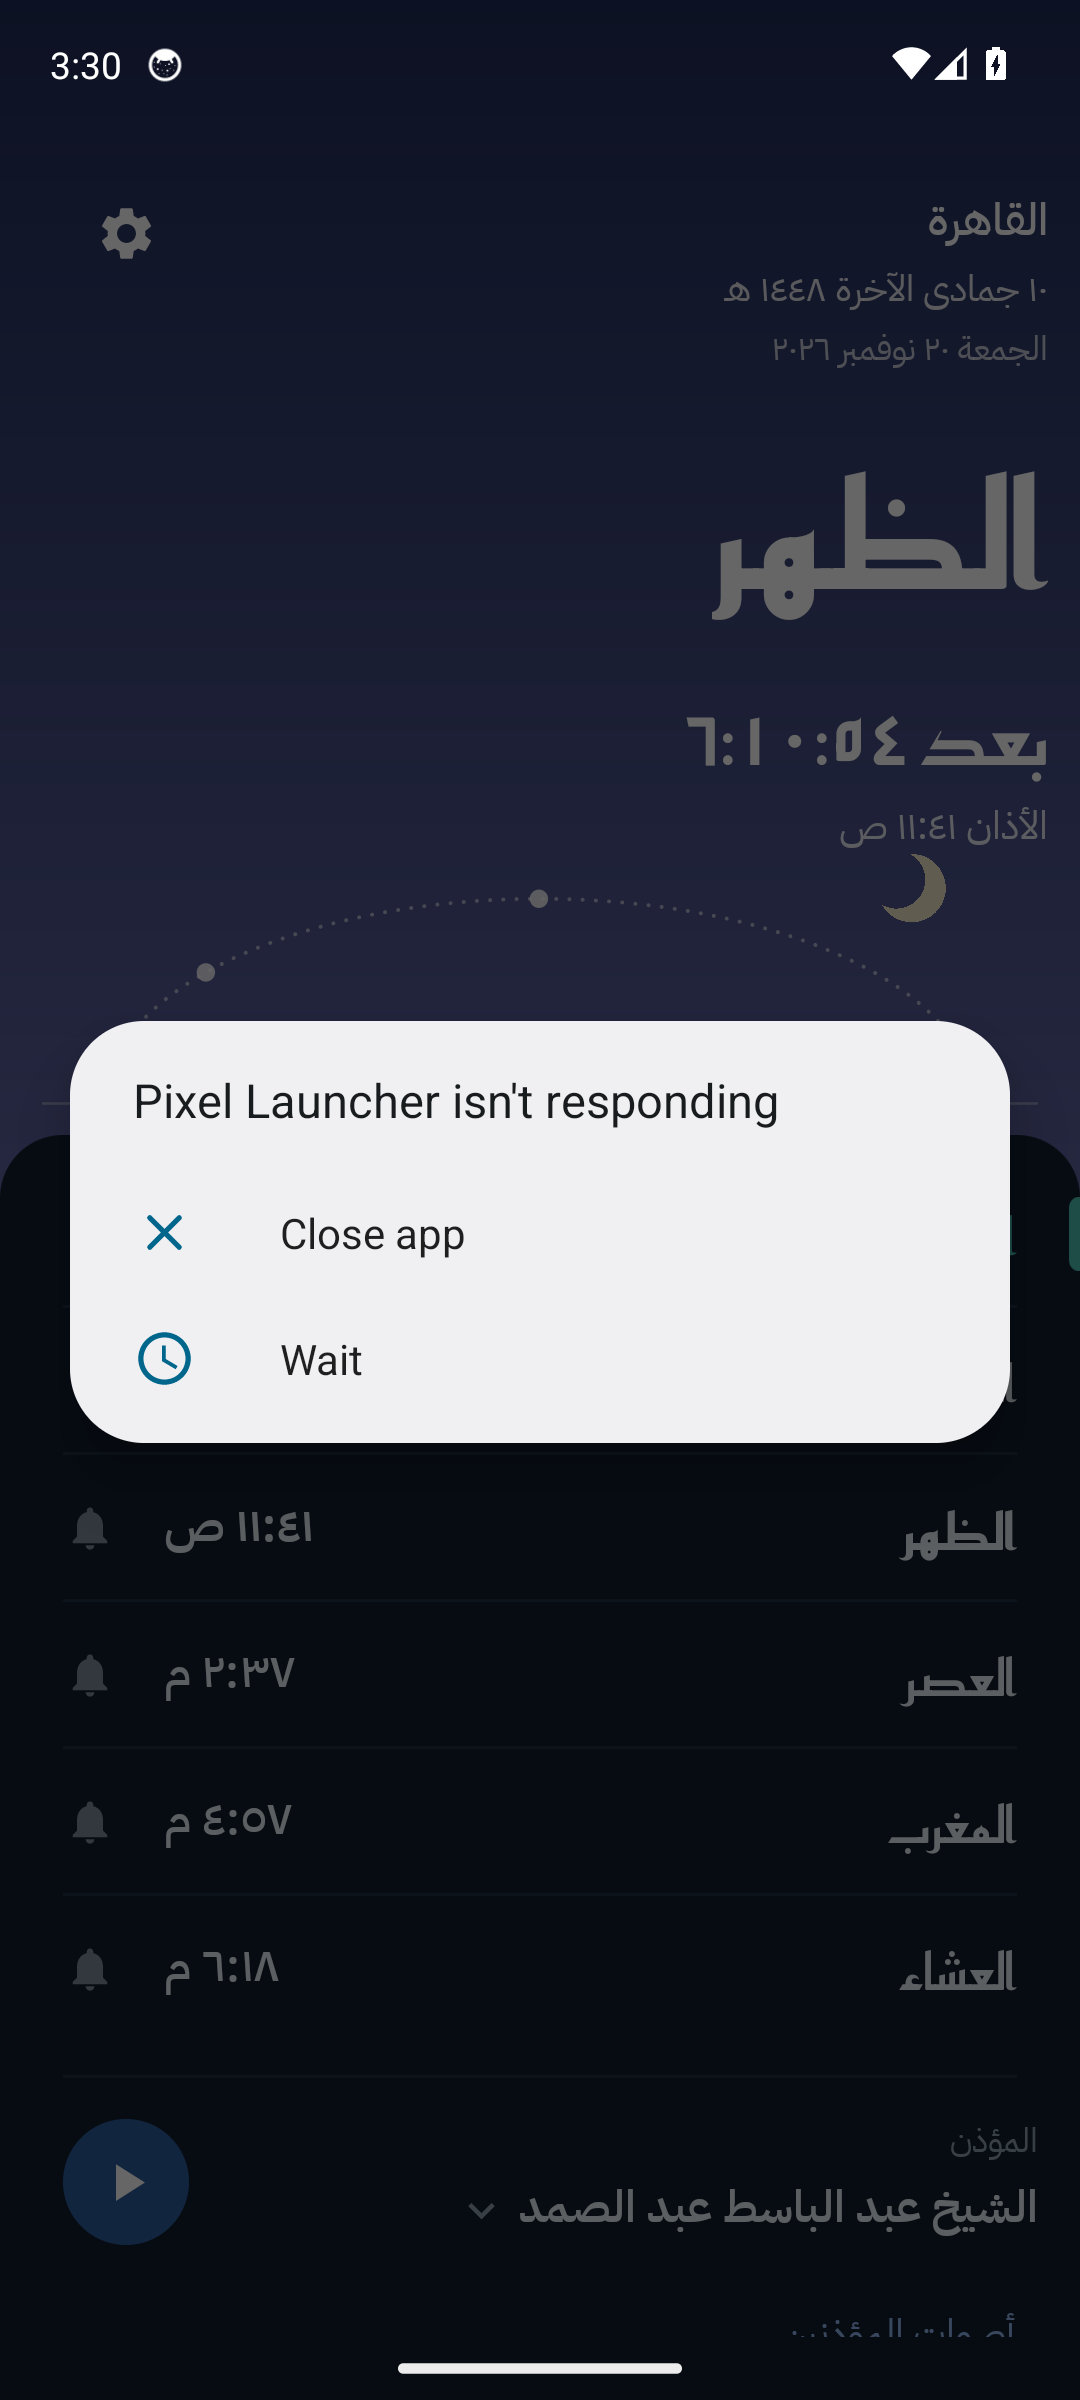 3:30
القاهرة
١٠ جمادى الآخرة ١٤٤٨ هـ
الجمعة ٢٠ نوفمبر ٢٠٢٦
الظهر
بعد ٦:١٠:٥٤
الأذان ١١:٤١ ص
Pixel Launcher isn't responding
Close app
Wait
الظهر ١١:٤١ ص
العصر ٢:٣٧ م
المغرب ٤:٥٧ م
العشاء ٦:١٨ م
المؤذن
الشيخ عبد الباسط عبد الصمد
أصوات المؤذنين